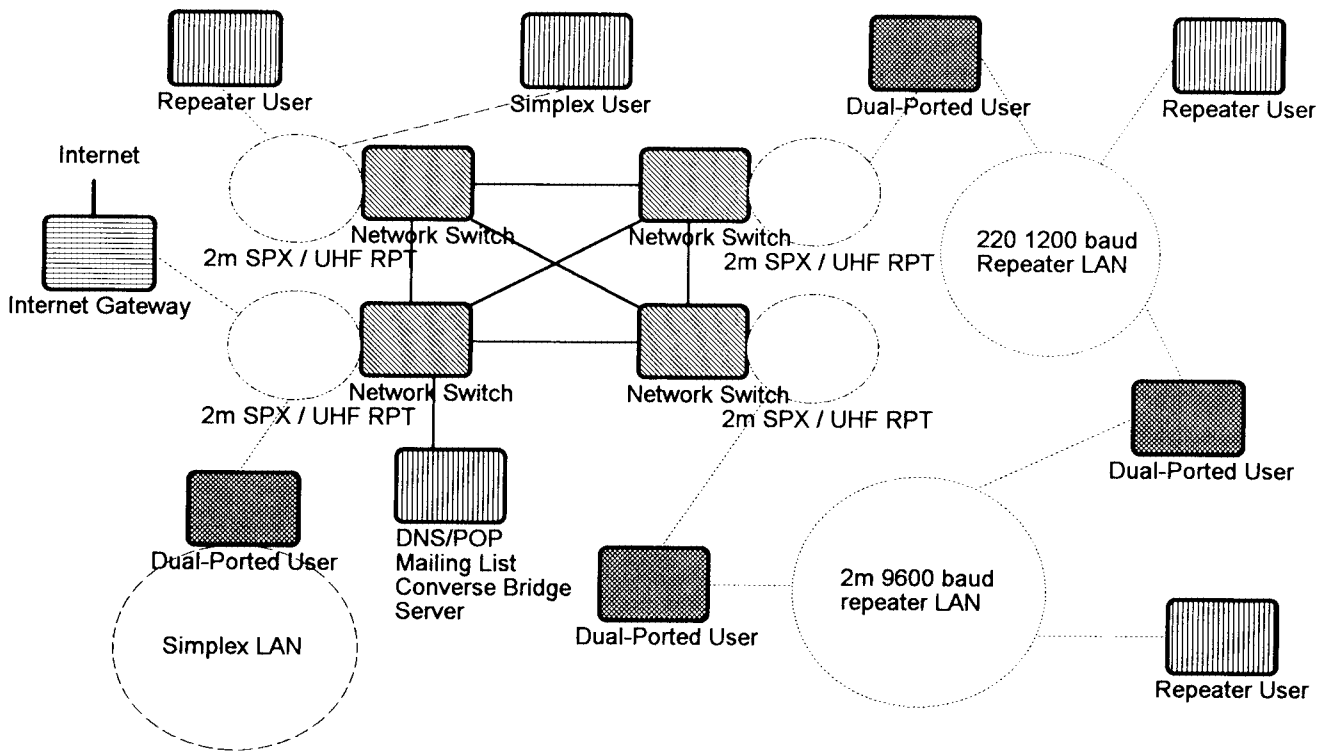 Repeater User
Simplex User
Dual-Ported User
Repeater User
Internet
Network Switch
Network Switch
2m SPX / UHF RPT
2m SPX / UHF RPT
220 1200 baud
Repeater LAN
Internet Gateway
Network Switch
Network Switch
2m SPX / UHF RPT
2m SPX / UHF RPT
Dual-Ported User
DNS/POP
Mailing List
Converse Bridge
Server
Dual-Ported User
2m 9600 baud
repeater LAN
Dual-Ported User
Simplex LAN
Repeater User